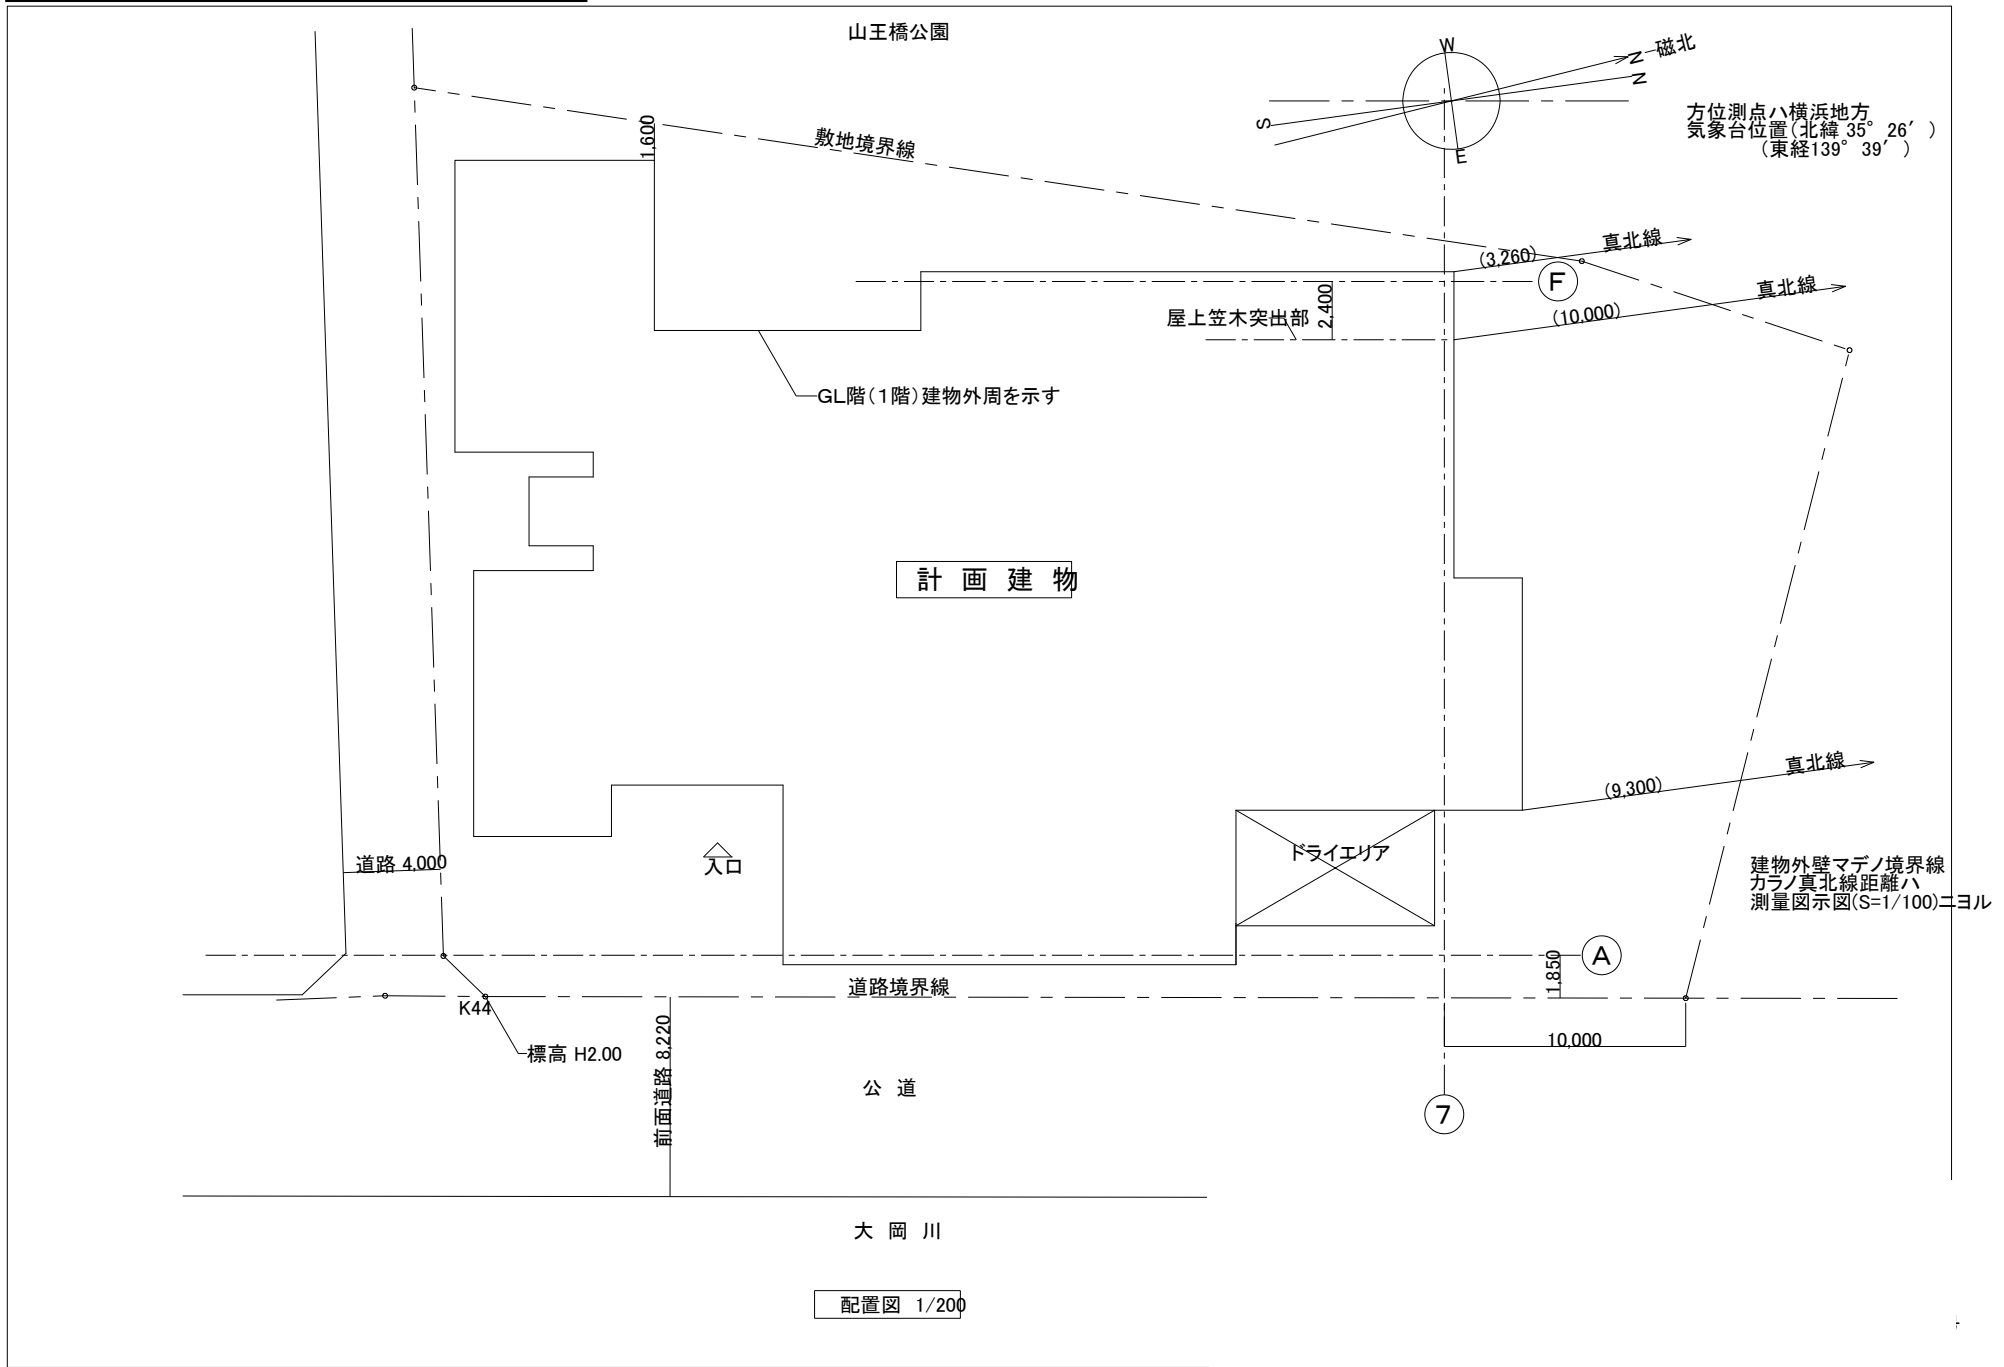 山王橋公園
W
N
磁北
N
S
E
方位測点ハ横浜地方
気象台位置(北緯 35° 26′ )
(東経139° 39′ )
1,600
敷地境界線
(3,260)
真北線
F
真北線
2,400
(10,000)
屋上笠木突出部
GL階(1階)建物外周を示す
計 画 建 物
真北線
(9,300)
道路 4,000
入口
ドライエリア
建物外壁マデノ境界線
カラノ真北線距離ハ
測量図示図(S=1/100)ニヨル
A
1,850
道路境界線
K44
標高 H2.00
前面道路 8,220
10,000
公 道
7
大 岡 川
配置図 1/200